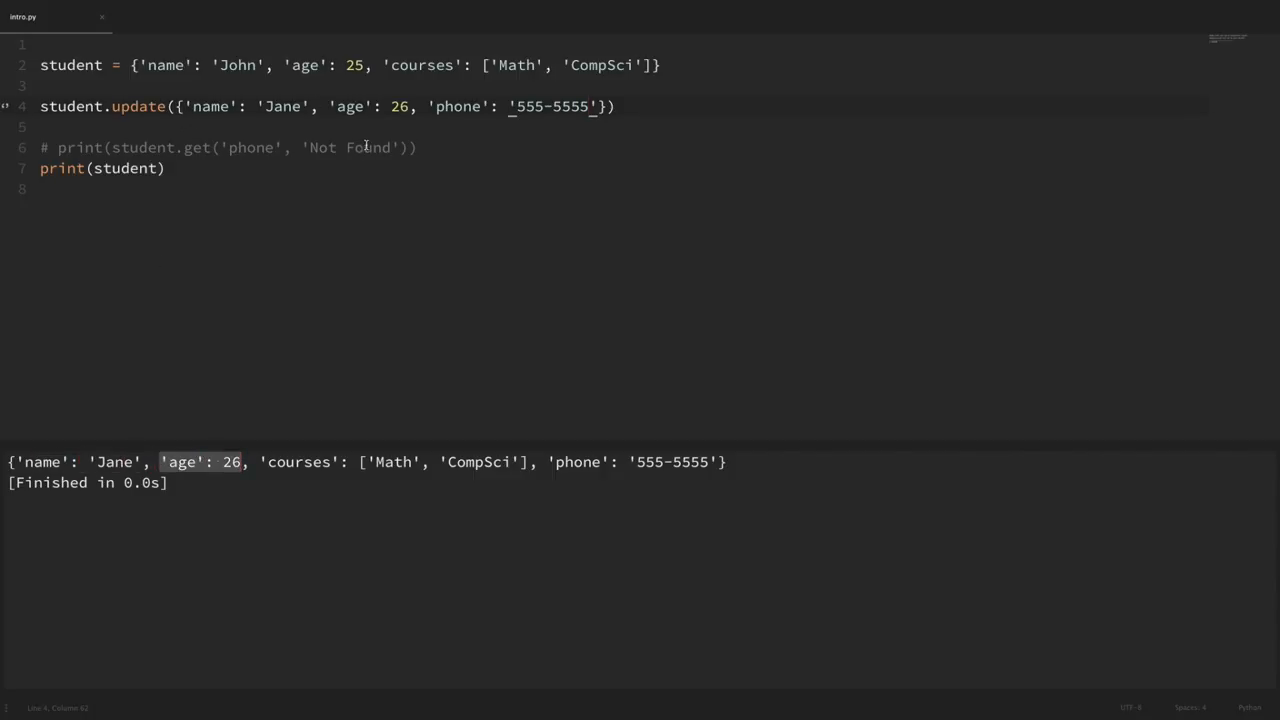 intro.py ×
1
2 student = {'name': 'John', 'age': 25, 'courses': ['Math', 'CompSci']}
3
4 student.update({'name': 'Jane', 'age': 26, 'phone': '555-5555'})
5
6 # print(student.get('phone', 'Not Found'))
7 print(student)
8
{'name': 'Jane', 'age': 26, 'courses': ['Math', 'CompSci'], 'phone': '555-5555'}
[Finished in 0.0s]
Line 4, Column 62 UTF-8 Spaces: 4 Python